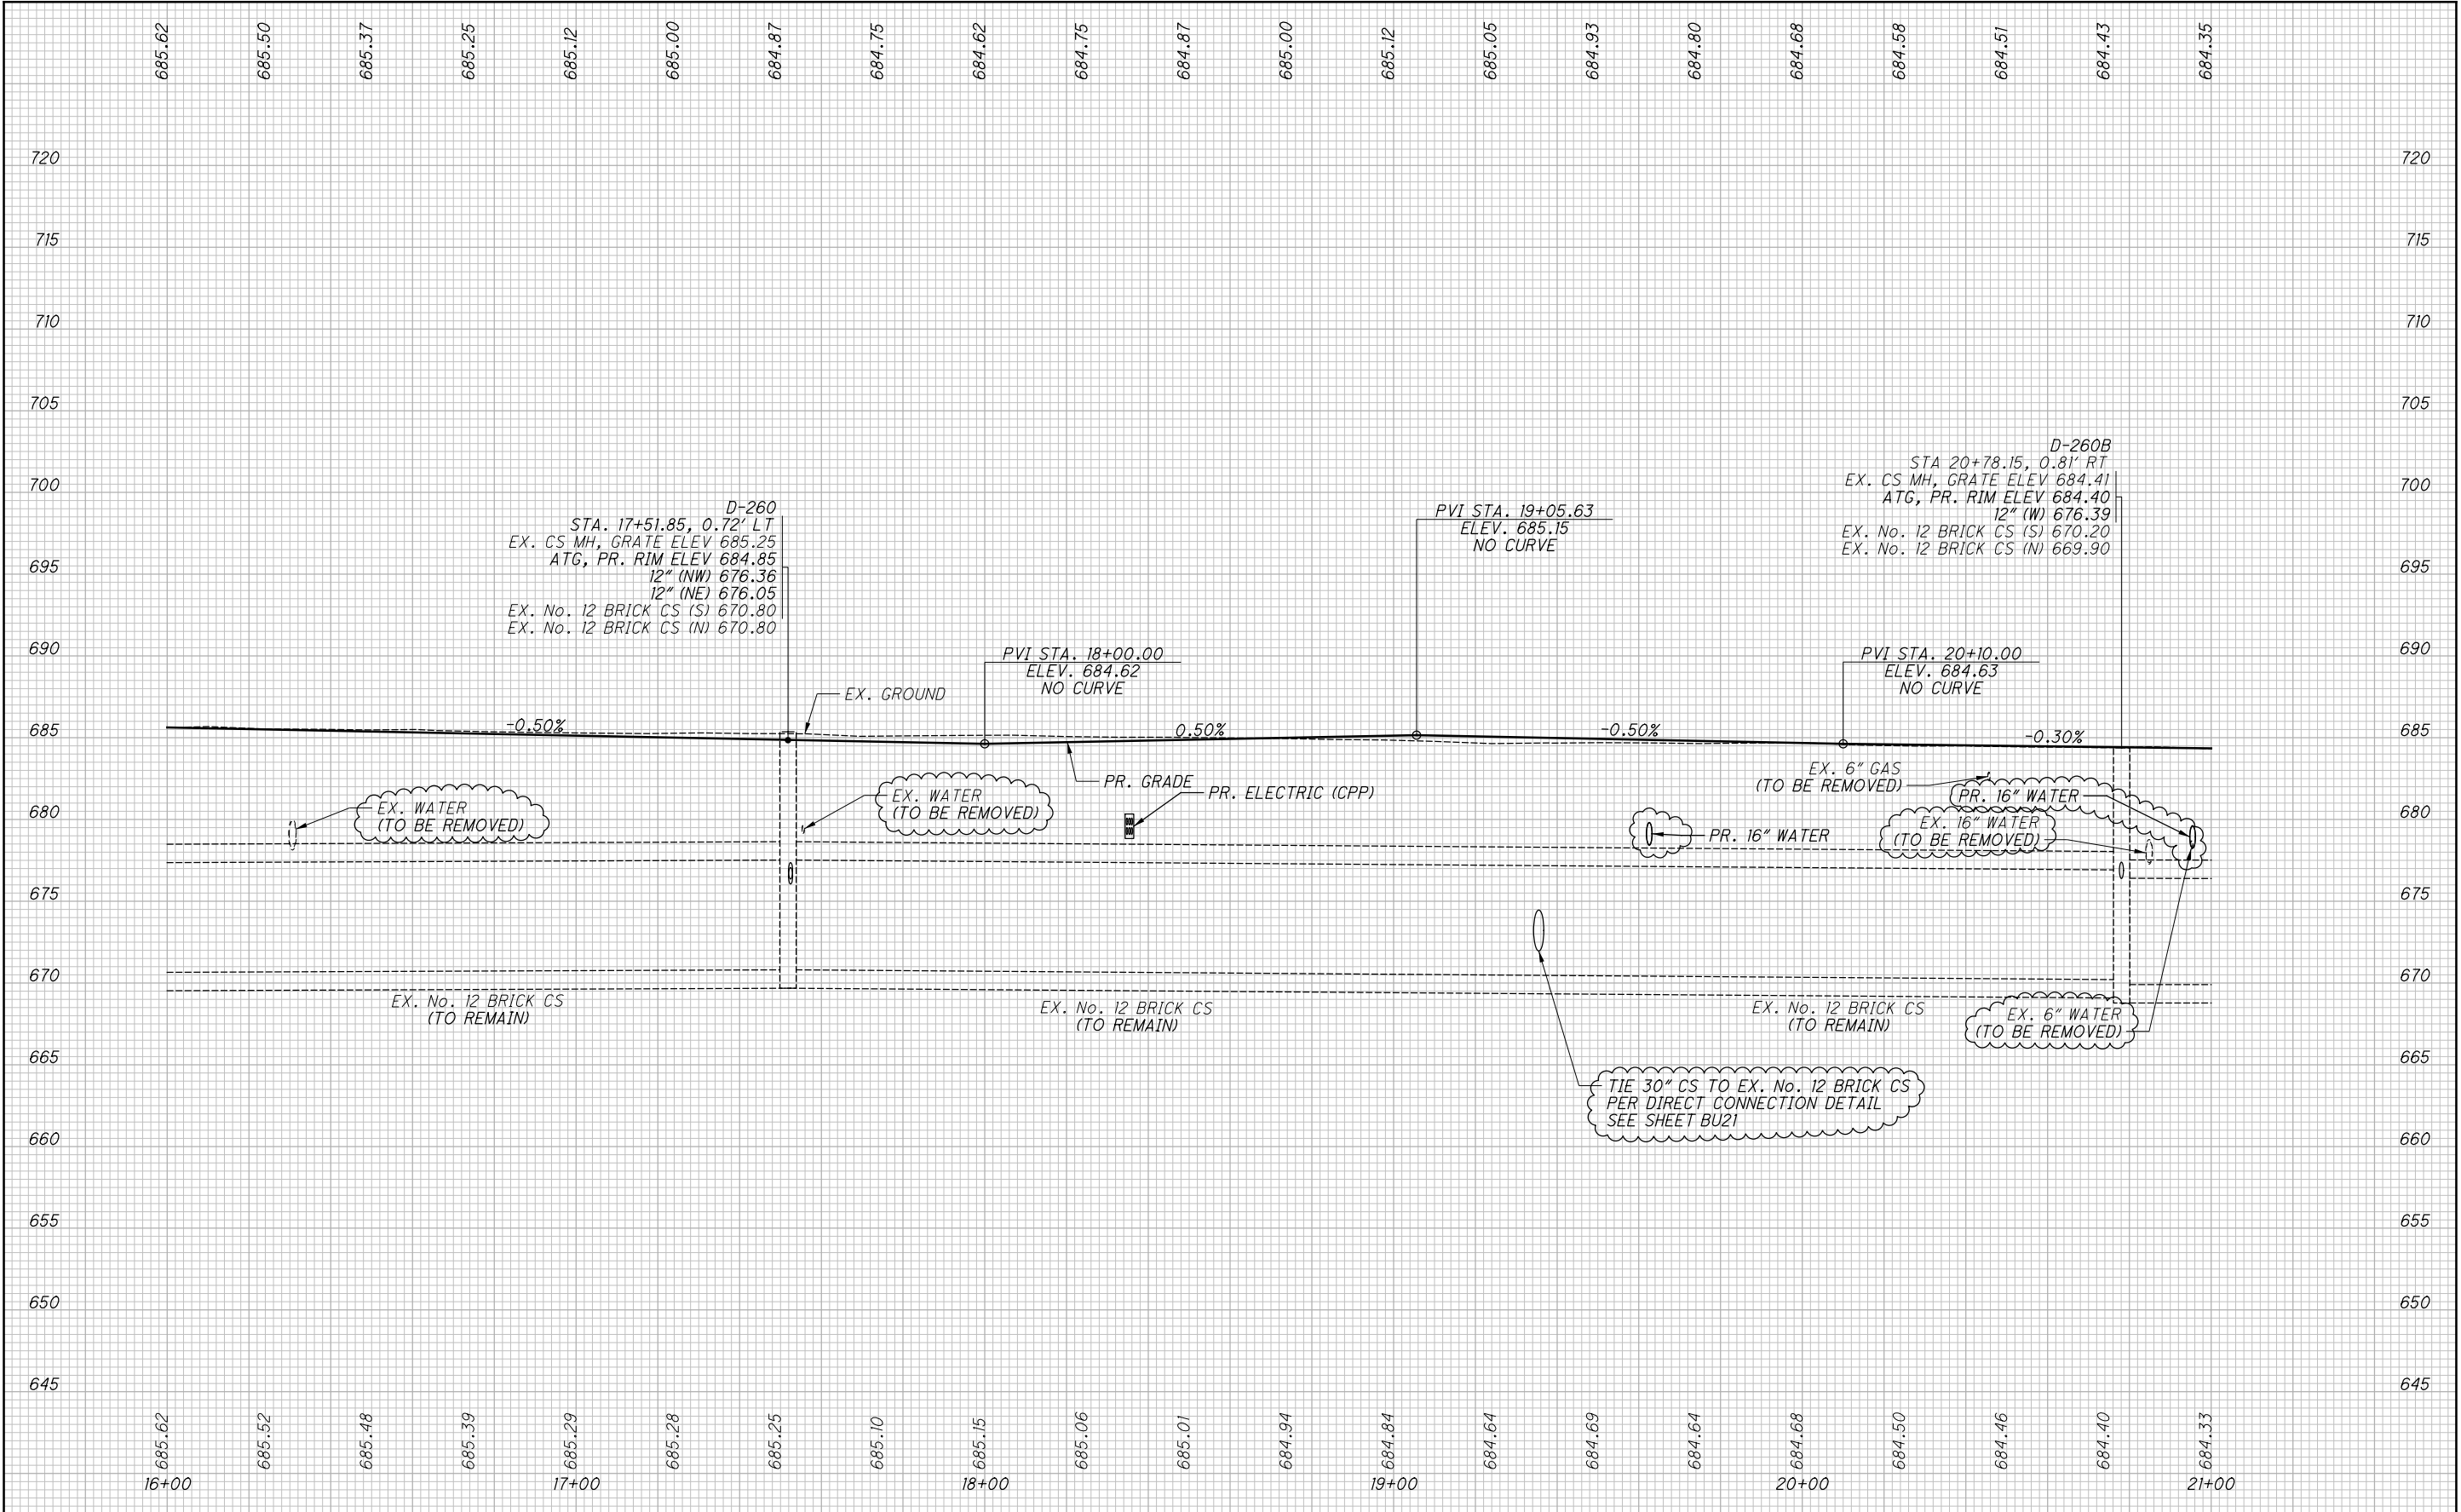 685.62 685.50 685.37 685.25 685.12 685.00 684.87 684.75 684.62 684.75 684.87 685.00 685.12 685.05 684.93 684.80 684.68 684.58 684.51 684.43 684.35
720 720
715 715
710 710
705 705
700 700
695 695
690 690
685 685
680 680
675 675
670 670
665 665
660 660
655 655
650 650
645 645
D-260
STA. 17+51.85, 0.72' LT
EX. CS MH, GRATE ELEV 685.25
ATG, PR. RIM ELEV 684.85
12" (NW) 676.36
12" (NE) 676.05
EX. No. 12 BRICK CS (S) 670.80
EX. No. 12 BRICK CS (N) 670.80
PVI STA. 18+00.00
ELEV. 684.62
NO CURVE
PVI STA. 19+05.63
ELEV. 685.15
NO CURVE
D-260B
STA 20+78.15, 0.81' RT
EX. CS MH, GRATE ELEV 684.41
ATG, PR. RIM ELEV 684.40
12" (W) 676.39
EX. No. 12 BRICK CS (S) 670.20
EX. No. 12 BRICK CS (N) 669.90
PVI STA. 20+10.00
ELEV. 684.63
NO CURVE
EX. GROUND
-0.50%
0.50%
-0.50%
-0.30%
PR. GRADE
PR. ELECTRIC (CPP)
EX. WATER
(TO BE REMOVED)
EX. WATER
(TO BE REMOVED)
EX. 6" GAS
(TO BE REMOVED)
PR. 16" WATER
PR. 16" WATER
EX. 16" WATER
(TO BE REMOVED)
EX. No. 12 BRICK CS
(TO REMAIN)
EX. No. 12 BRICK CS
(TO REMAIN)
EX. No. 12 BRICK CS
(TO REMAIN)
EX. 6" WATER
(TO BE REMOVED)
TIE 30" CS TO EX. No. 12 BRICK CS
PER DIRECT CONNECTION DETAIL
SEE SHEET BU21
685.62 685.52 685.48 685.39 685.29 685.28 685.25 685.10 685.15 685.06 685.01 684.94 684.84 684.64 684.69 684.64 684.68 684.50 684.46 684.40 684.33
16+00 17+00 18+00 19+00 20+00 21+00